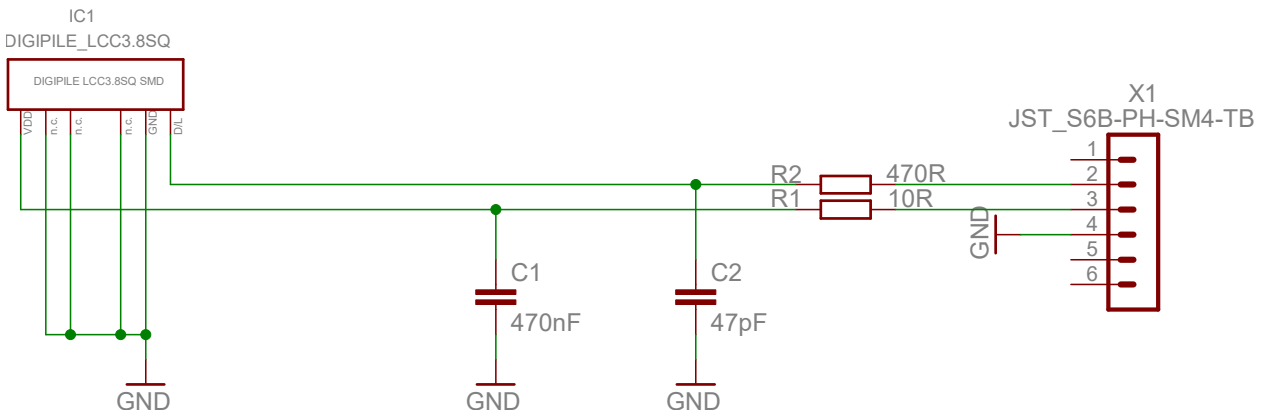 IC1
DIGIPILE_LCC3.8SQ
DIGIPILE LCC3.8SQ SMD
VDD
n.c.
n.c.
n.c.
GND
D/L
X1
JST_S6B-PH-SM4-TB
1
R2 470R 2
R1 10R 3
GND 4
5
6
C1
470nF
C2
47pF
GND
GND
GND